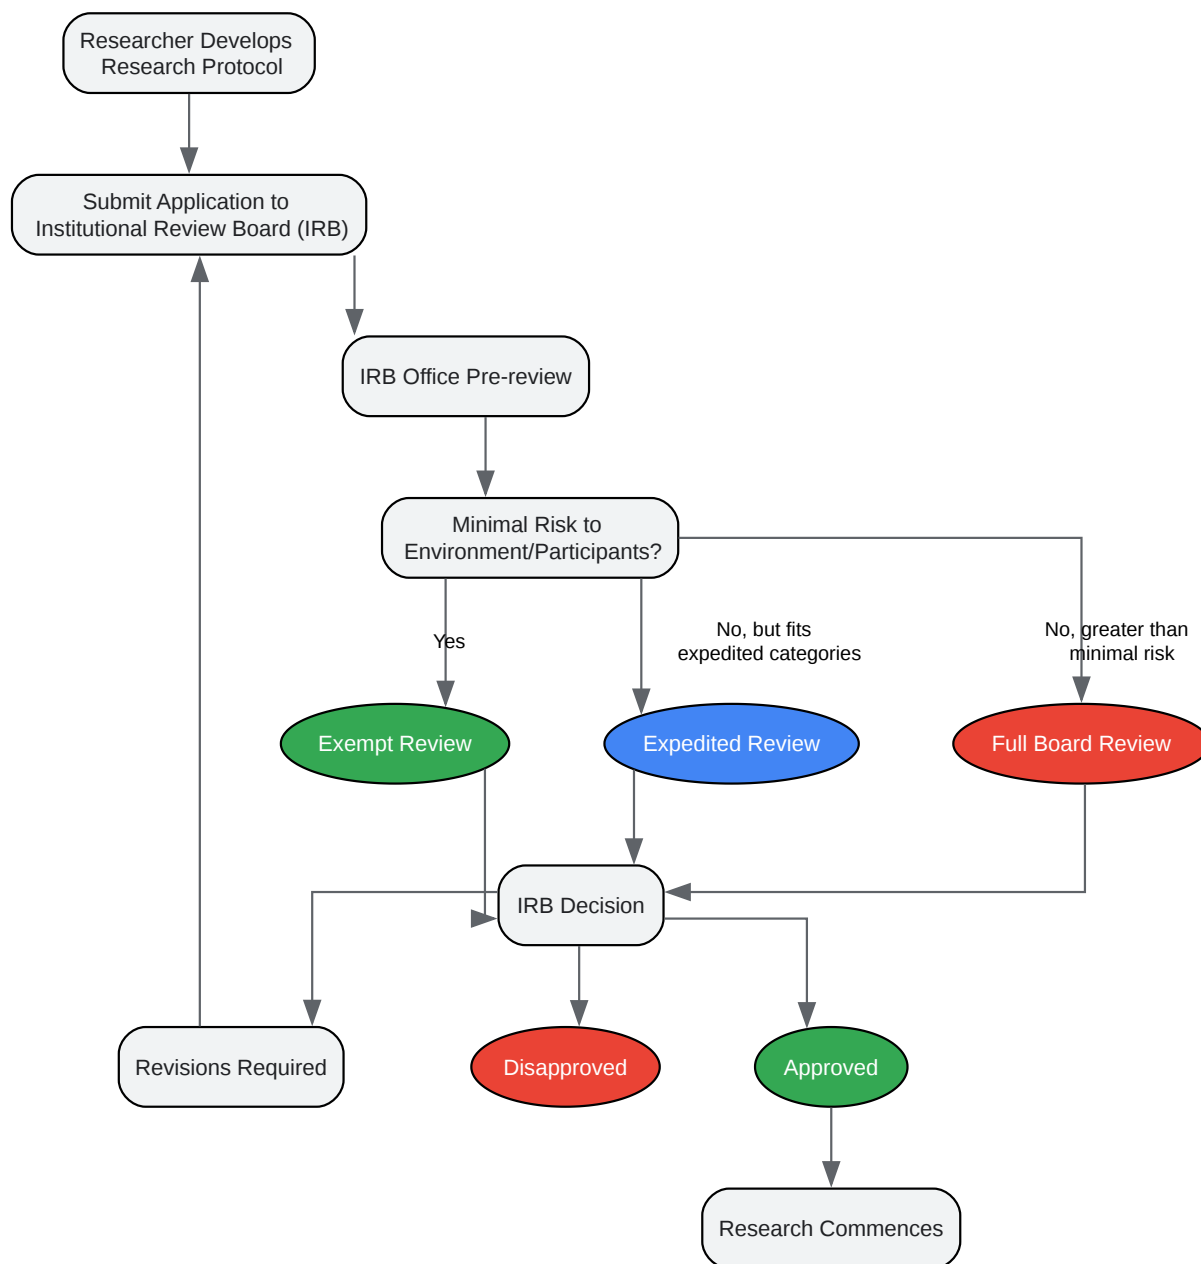 Researcher Develops
Research Protocol
Submit Application to
Institutional Review Board (IRB)
IRB Office Pre-review
Minimal Risk to
Environment/Participants?
Yes
No, but fits
expedited categories
No, greater than
minimal risk
Exempt Review
Expedited Review
Full Board Review
IRB Decision
Revisions Required
Disapproved
Approved
Research Commences